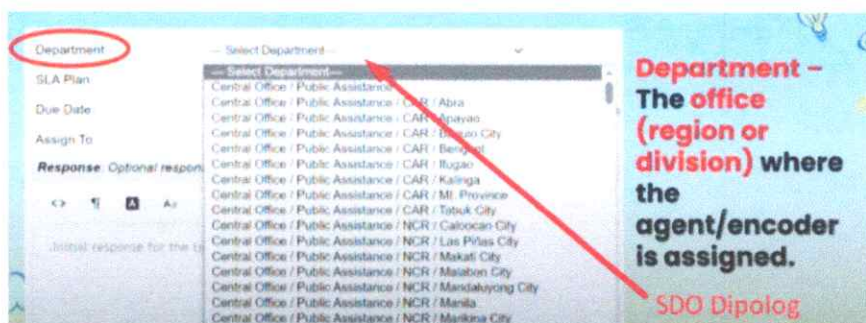 Department
— Select Department —
SLA Plan
Due Date
Assign To
Response: Optional respon
— Select Department —
Central Office / Public Assistance
Central Office / Public Assistance / CAR / Abra
Central Office / Public Assistance / CAR / Apayao
Central Office / Public Assistance / CAR / Baguio City
Central Office / Public Assistance / CAR / Benguet
Central Office / Public Assistance / CAR / Ifugao
Central Office / Public Assistance / CAR / Kalinga
Central Office / Public Assistance / CAR / Mt. Province
Central Office / Public Assistance / CAR / Tabuk City
Central Office / Public Assistance / NCR / Caloocan City
Central Office / Public Assistance / NCR / Las Piñas City
Central Office / Public Assistance / NCR / Makati City
Central Office / Public Assistance / NCR / Malabon City
Central Office / Public Assistance / NCR / Mandaluyong City
Central Office / Public Assistance / NCR / Manila
Central Office / Public Assistance / NCR / Marikina City
<> ¶ A Aa
Initial response for the
Department –
The office
(region or
division) where
the
agent/encoder
is assigned.
SDO Dipolog